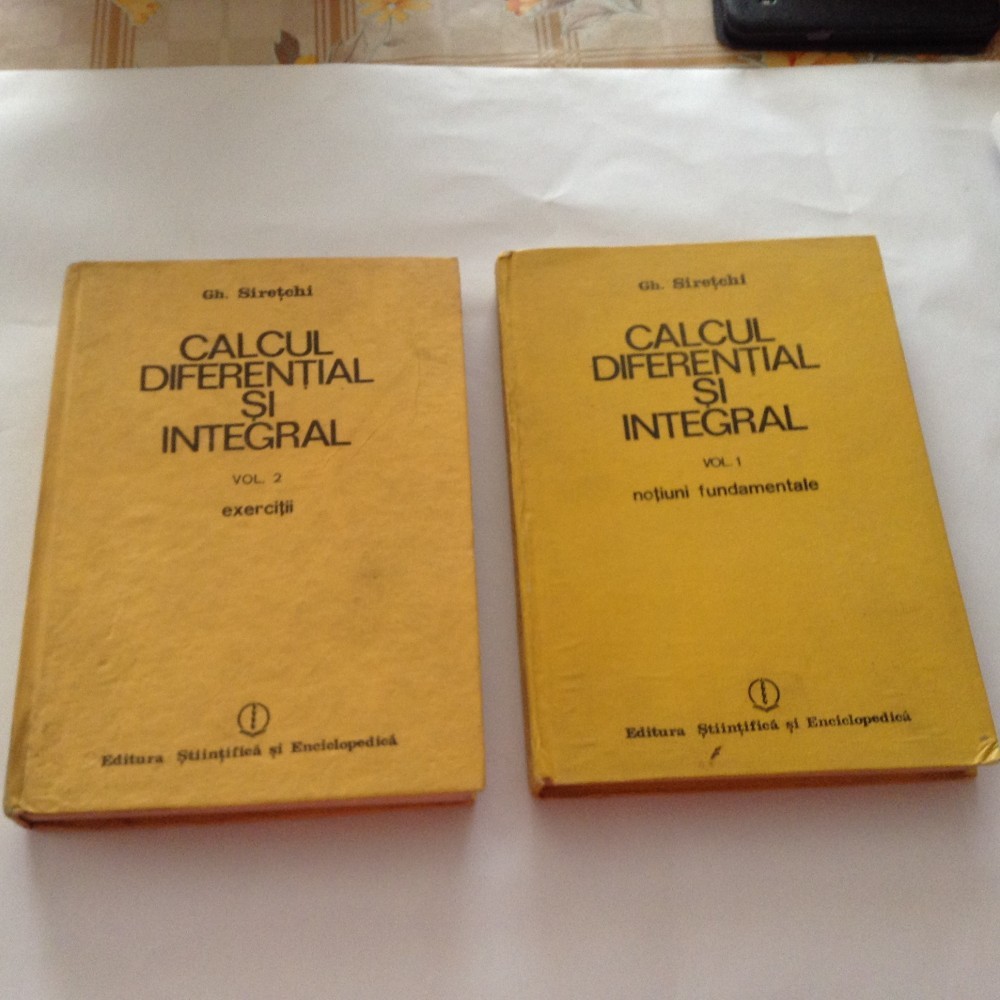 Gh. Sirețchi
CALCUL
DIFERENȚIAL
ȘI
INTEGRAL
VOL. 2
exerciții
Editura Științifică și Enciclopedică
Gh. Sirețchi
CALCUL
DIFERENȚIAL
ȘI
INTEGRAL
VOL. 1
noțiuni fundamentale
Editura Științifică și Enciclopedică